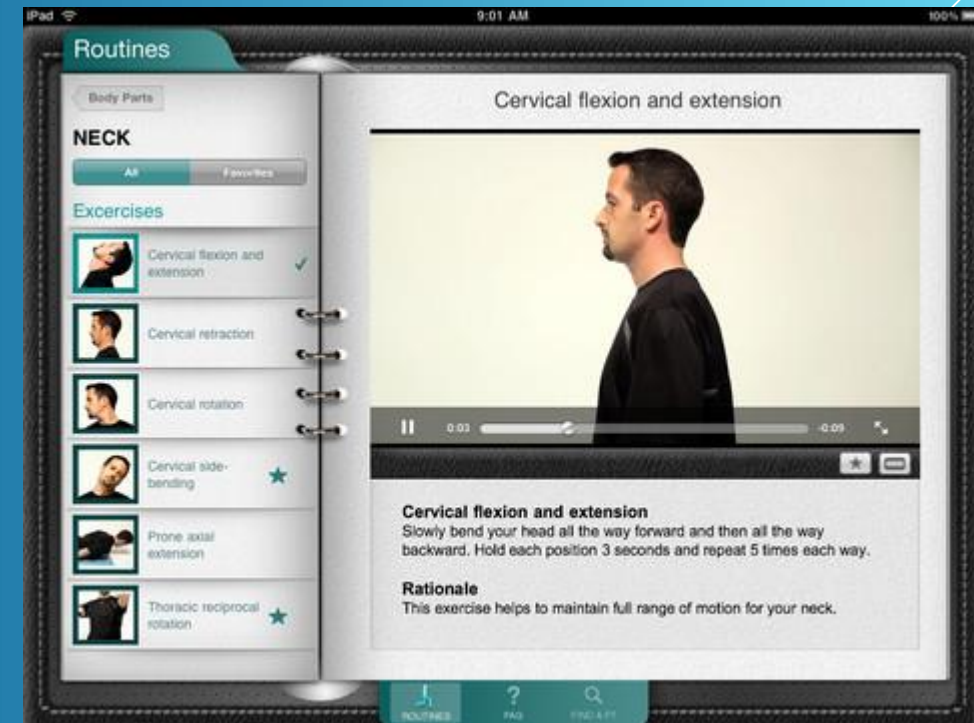 iPad
9:01 AM
100%
Routines
Body Parts
NECK
All
Favorites
Excercises
Cervical flexion and
extension
Cervical retraction
Cervical rotation
Cervical side-
bending
Prone axial
extension
Thoracic reciprocal
rotation
Cervical flexion and extension
0:03
-0:09
Cervical flexion and extension
Slowly bend your head all the way forward and then all the way
backward. Hold each position 3 seconds and repeat 5 times each way.
Rationale
This exercise helps to maintain full range of motion for your neck.
ROUTINES
FAQ
FIND A PT